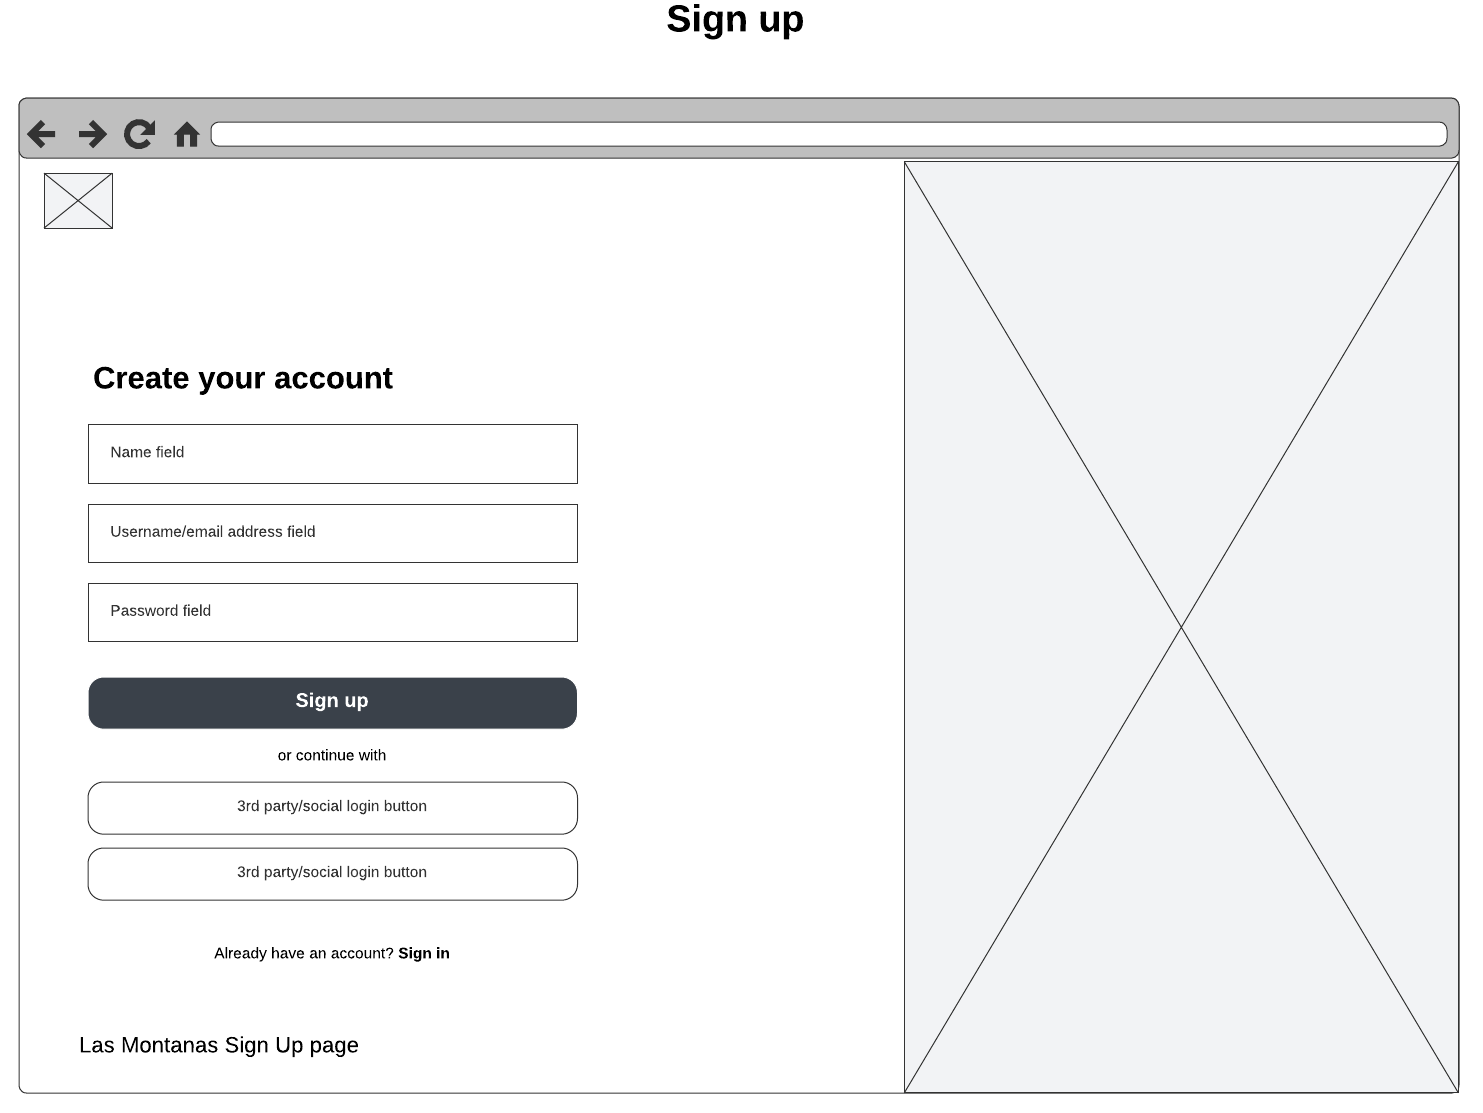 Sign up
Create your account
Name field
Username/email address field
Password field
Sign up
or continue with
3rd party/social login button
3rd party/social login button
Already have an account? Sign in
Las Montanas Sign Up page